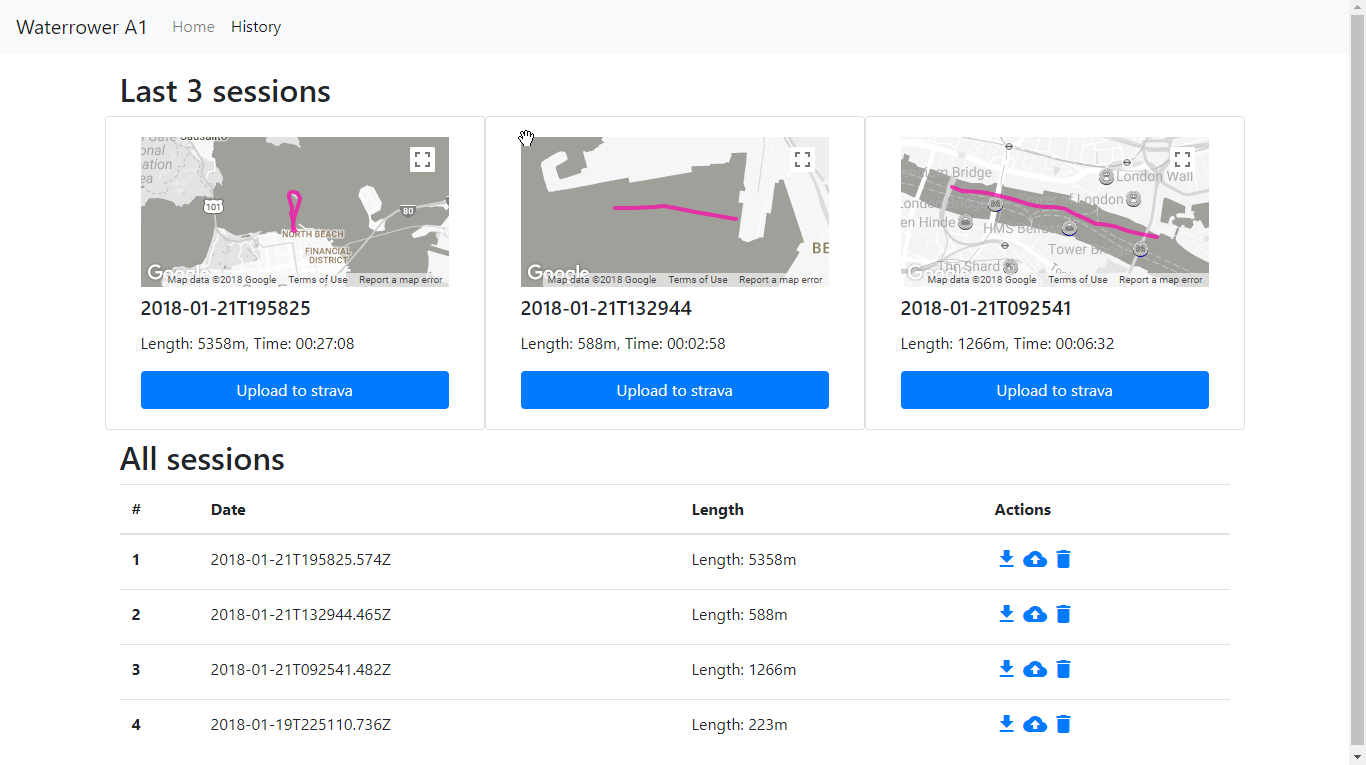 Waterrower A1 Home History
Last 3 sessions
Sausalito
onal
ation
ea
101
80
NORTH BEACH
FINANCIAL
DISTRICT
Google Map data ©2018 Google Terms of Use Report a map error
2018-01-21T195825
Length: 5358m, Time: 00:27:08
Upload to strava
BE
Google Map data ©2018 Google Terms of Use Report a map error
2018-01-21T132944
Length: 588m, Time: 00:02:58
Upload to strava
Bridge
London Wall
Tower of London
en Hinde
HMS Belfast
Tower Bridge
The Shard
Google Map data ©2018 Google Terms of Use Report a map error
2018-01-21T092541
Length: 1266m, Time: 00:06:32
Upload to strava
All sessions
# Date Length Actions
1 2018-01-21T195825.574Z Length: 5358m
2 2018-01-21T132944.465Z Length: 588m
3 2018-01-21T092541.482Z Length: 1266m
4 2018-01-19T225110.736Z Length: 223m